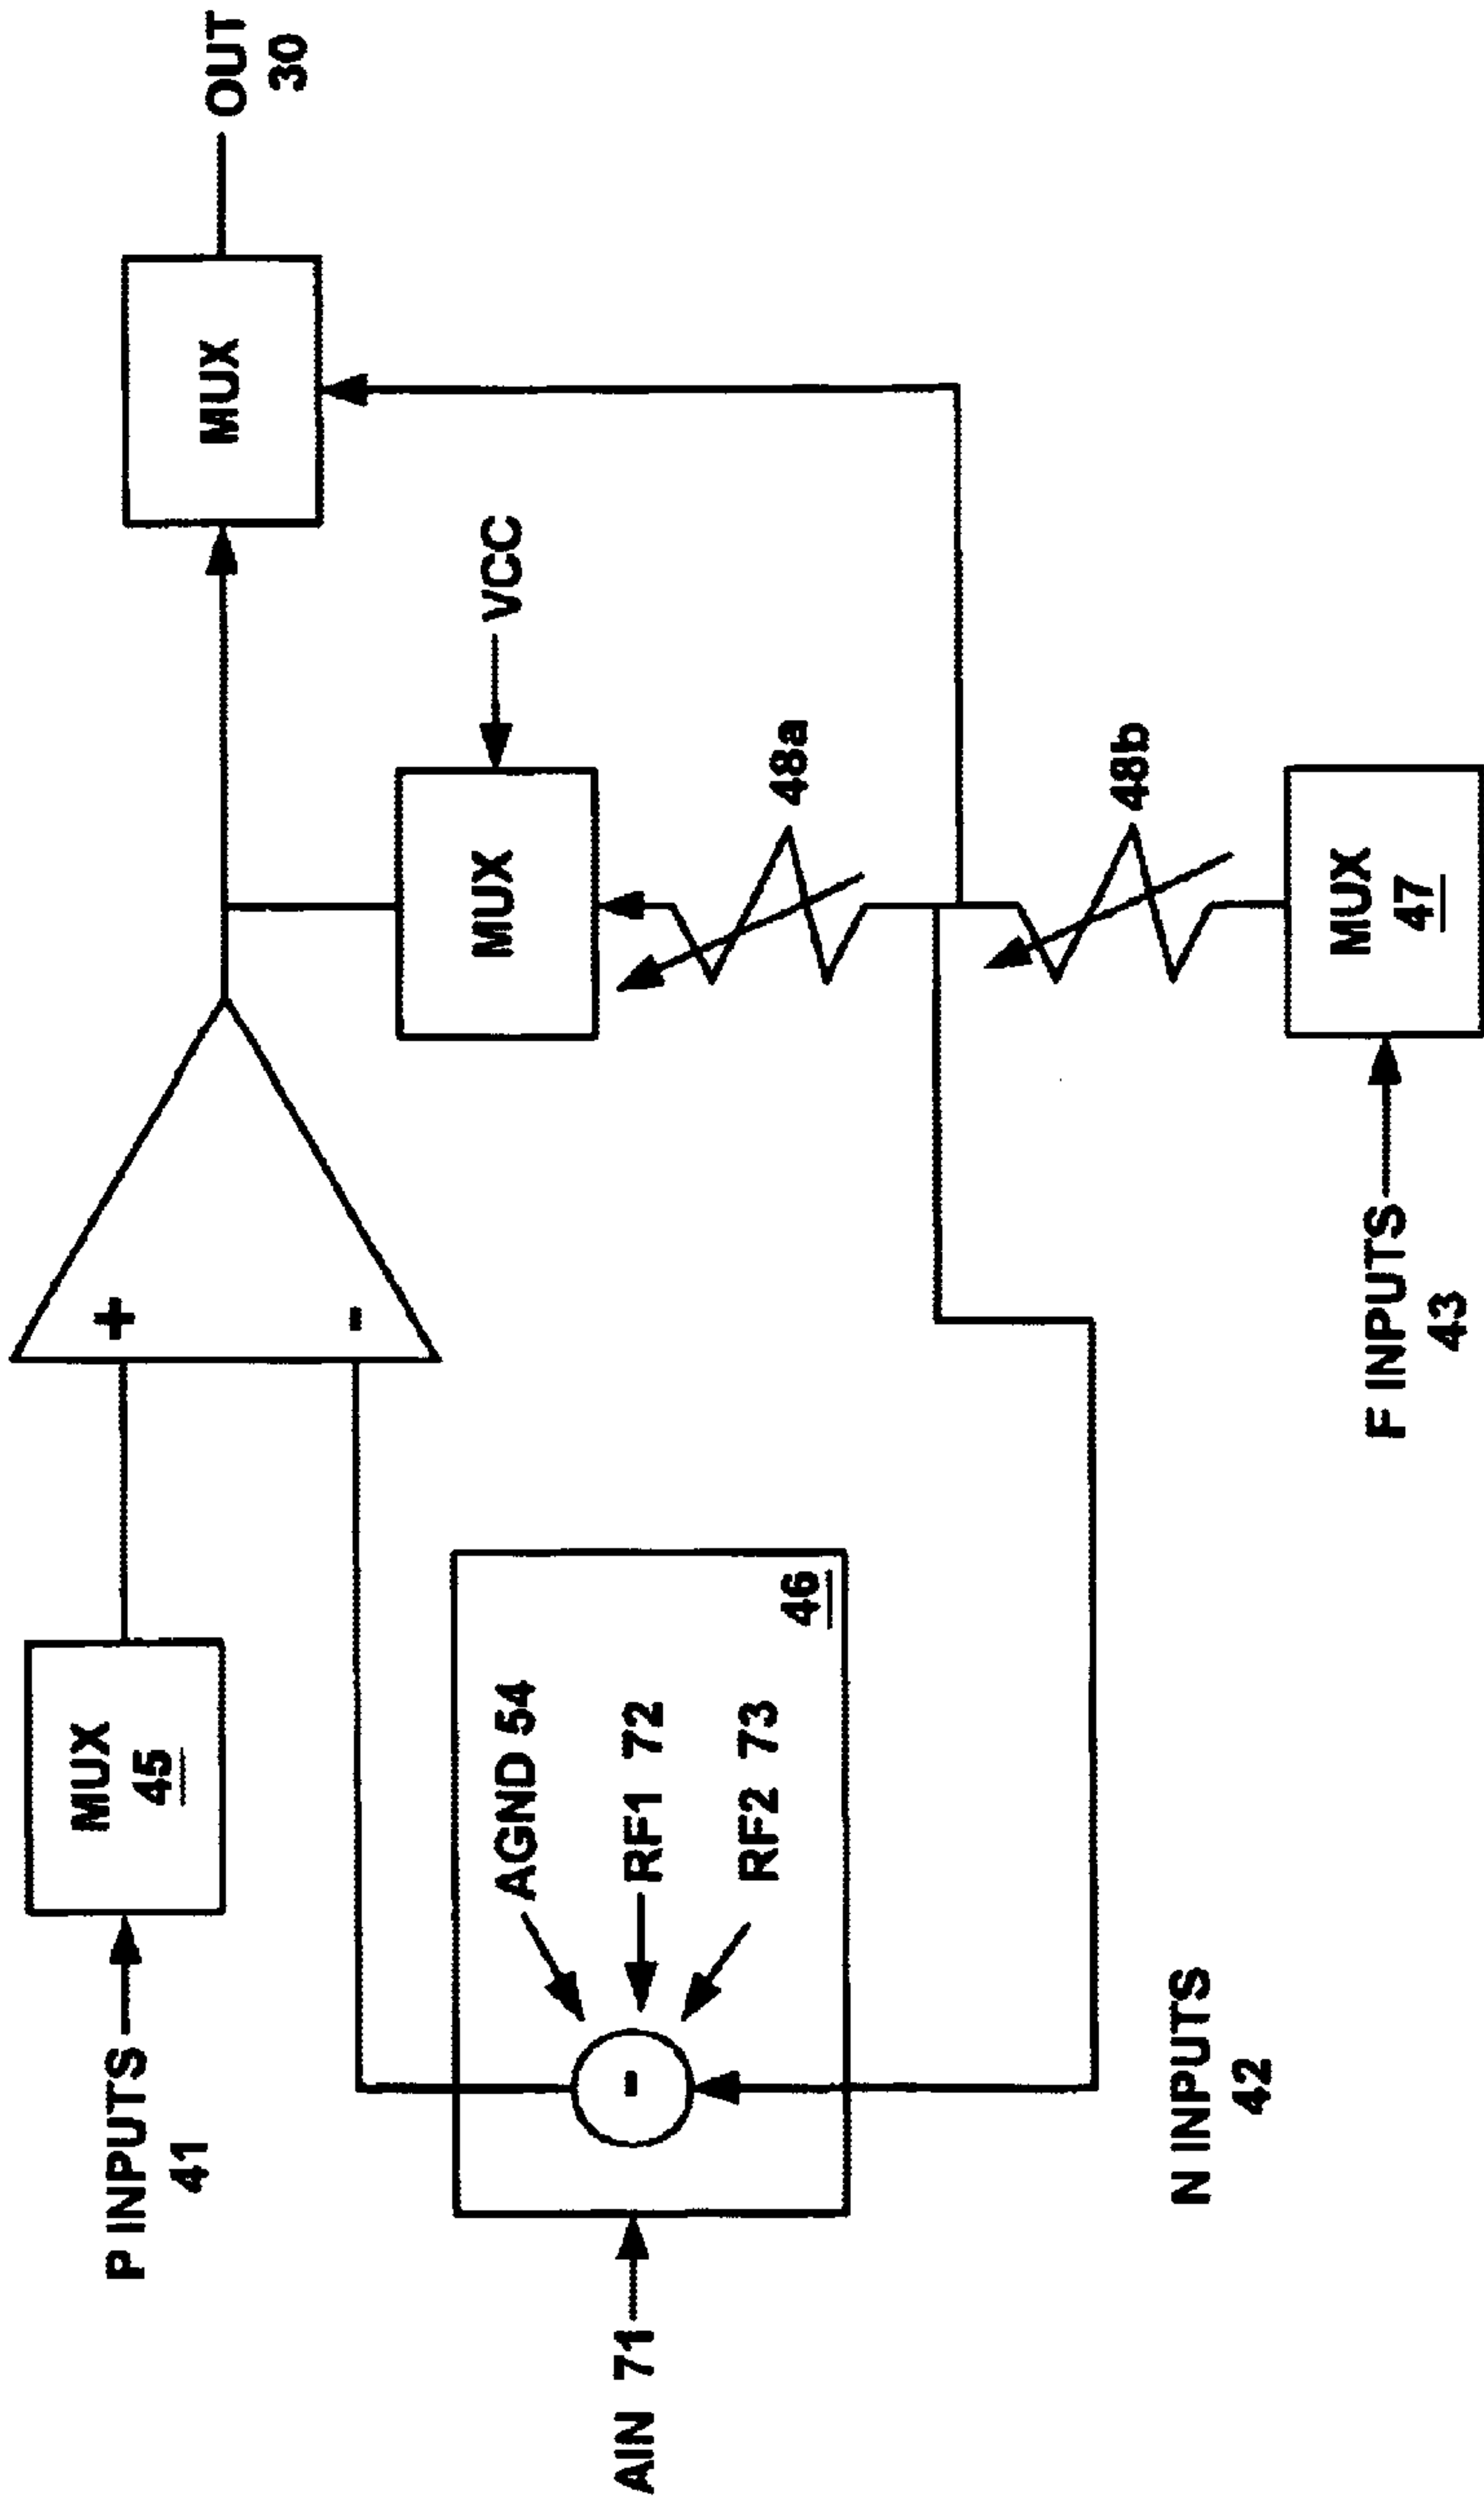 P INPUTS
41
MUX
45
+
-
MUX
OUT
30
AGND 54
RF1 72
RF2 73
46
-
AIN 71
MUX
VCC
48a
48b
N INPUTS
42
F INPUTS
43
MUX
47